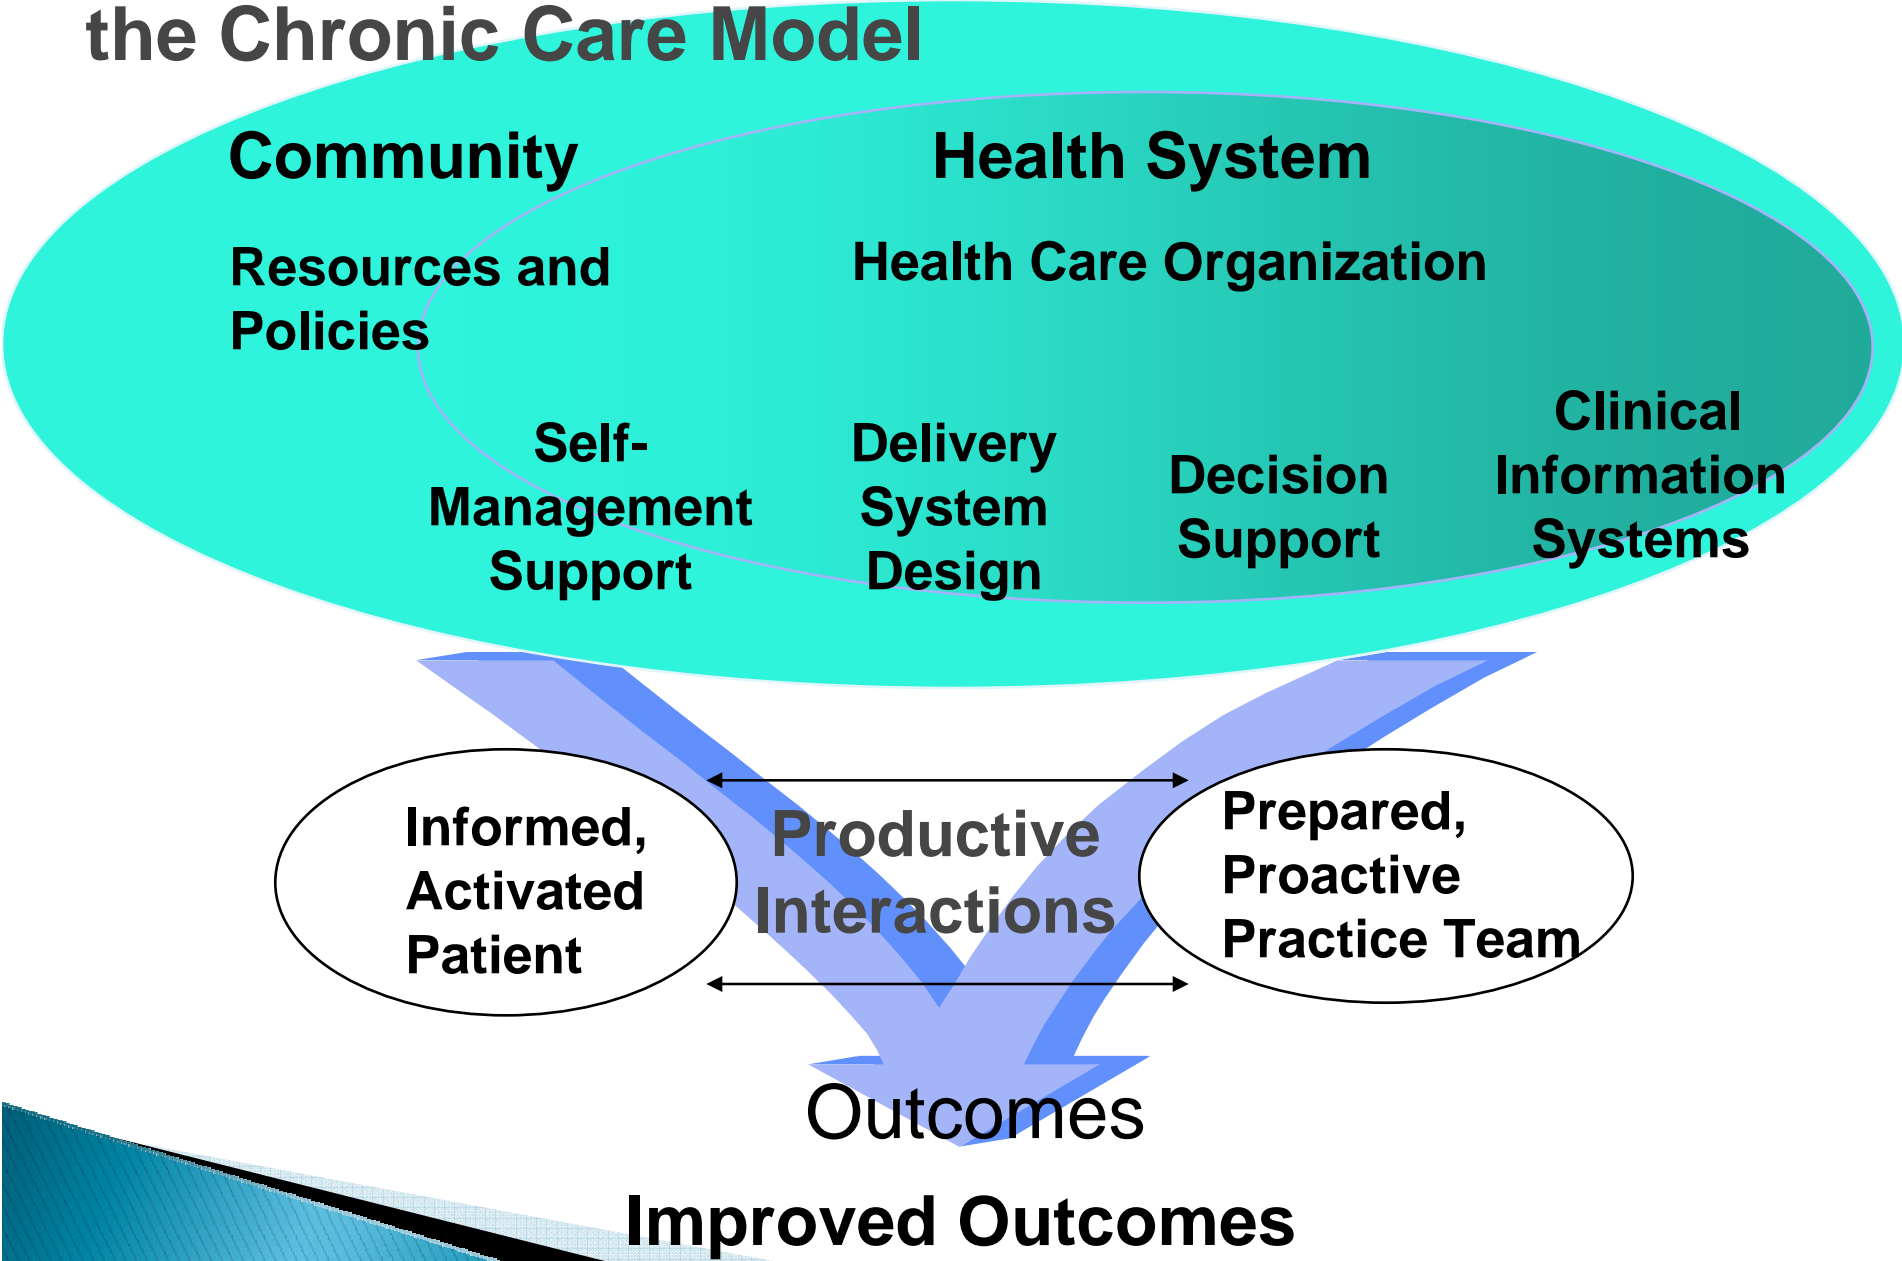 the Chronic Care Model
Community
Health System
Resources and
Policies
Health Care Organization
Self-
Management
Support
Delivery
System
Design
Decision
Support
Clinical
Information
Systems
Informed,
Activated
Patient
Productive
Interactions
Prepared,
Proactive
Practice Team
Outcomes
Improved Outcomes